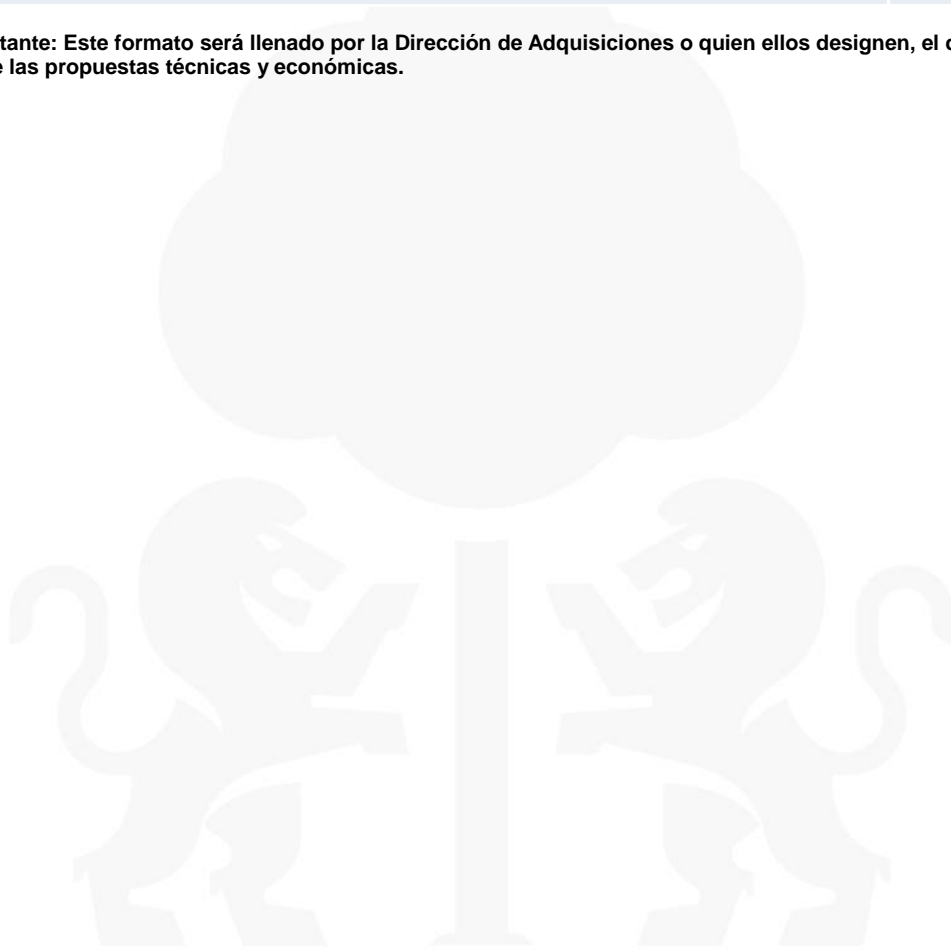 tante: Este formato será llenado por la Dirección de Adquisiciones o quien ellos designen, el
e las propuestas técnicas y económicas.